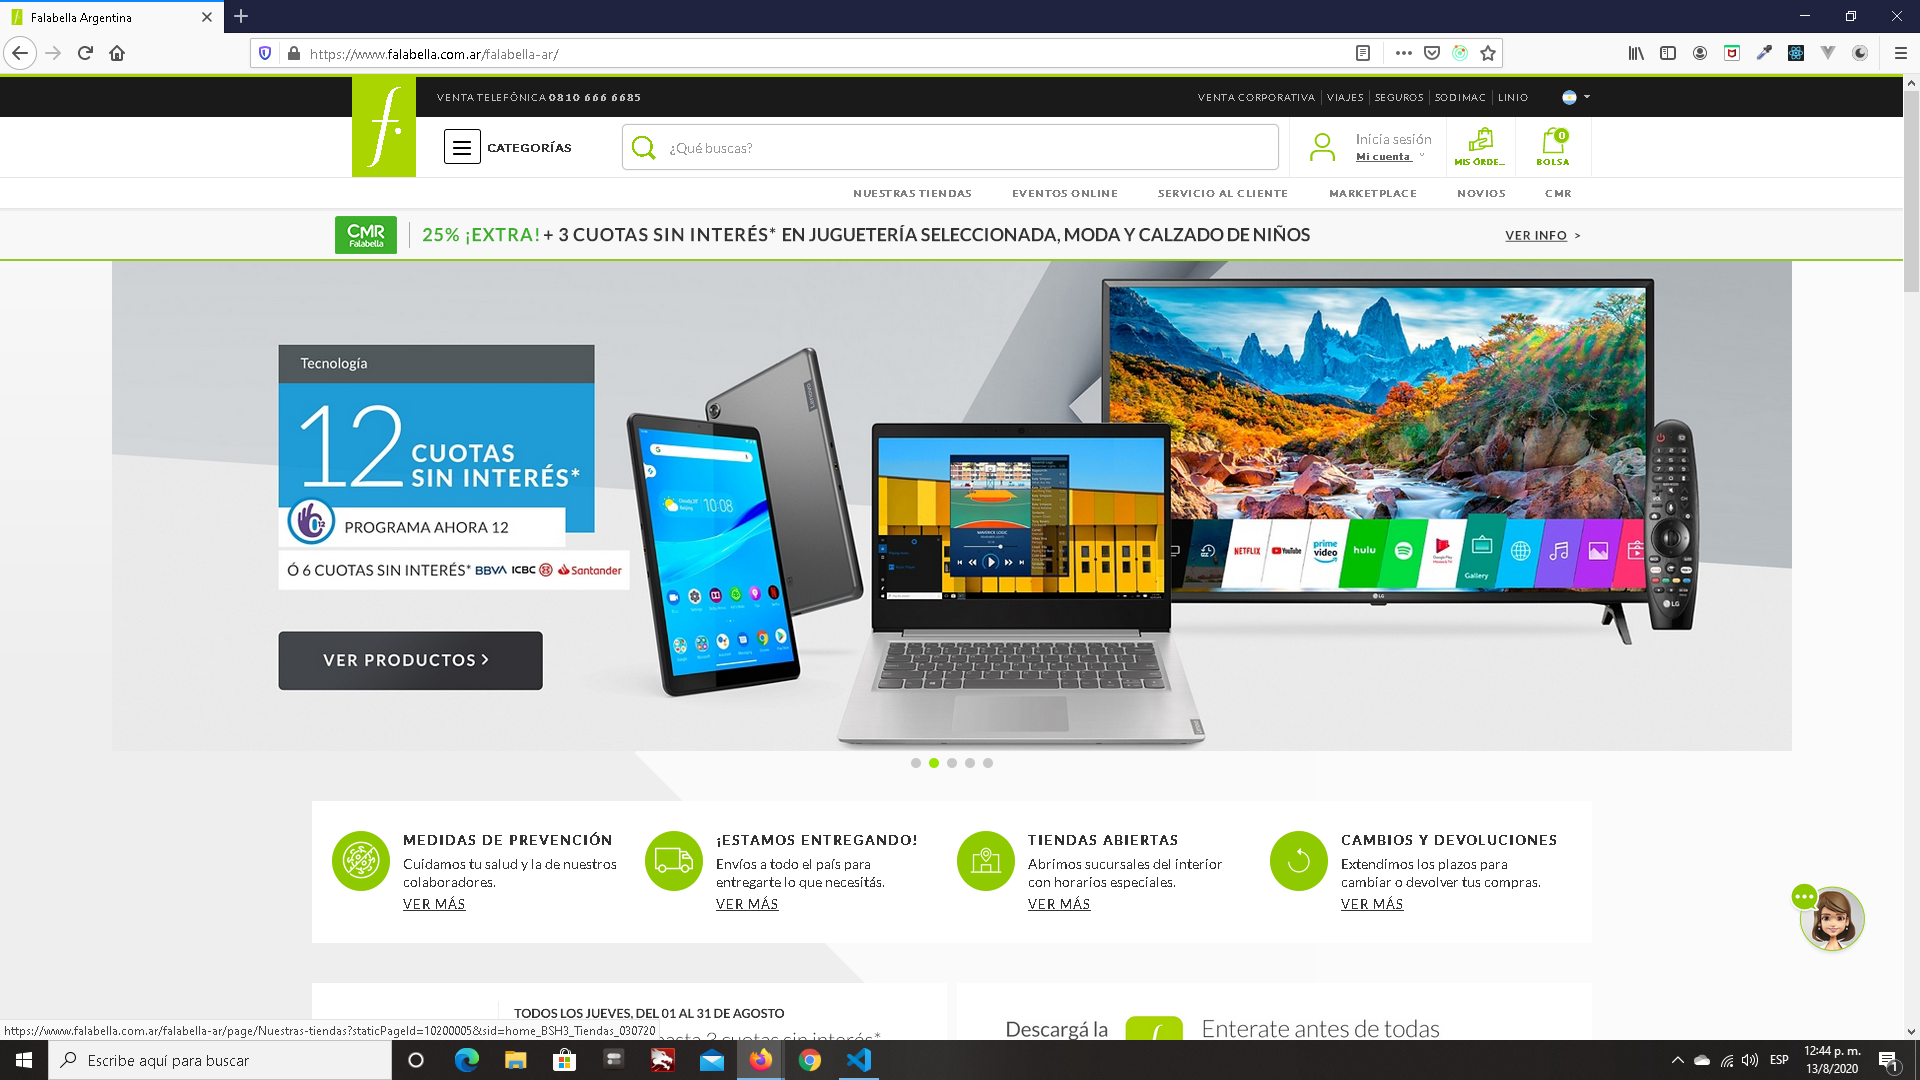 Falabella Argentina
https://www.falabella.com.ar/falabella-ar/
VENTA TELEFÓNICA 0810 666 6685
VENTA CORPORATIVA | VIAJES | SEGUROS | SODIMAC | LINIO
CATEGORÍAS
¿Qué buscas?
Inicia sesión
Mi cuenta
MIS ÓRDE...
0
BOLSA
NUESTRAS TIENDAS
EVENTOS ONLINE
SERVICIO AL CLIENTE
MARKETPLACE
NOVIOS
CMR
CMR
Falabella
25% ¡EXTRA! + 3 CUOTAS SIN INTERÉS* EN JUGUETERÍA SELECCIONADA, MODA Y CALZADO DE NIÑOS
VER INFO >
Tecnología
12 CUOTAS
SIN INTERÉS*
PROGRAMA AHORA 12
Ó 6 CUOTAS SIN INTERÉS* BBVA ICBC Santander
VER PRODUCTOS >
10:08
NETFLIX
YouTube
prime video
hulu
Gallery
LG
LG
MEDIDAS DE PREVENCIÓN
Cuidamos tu salud y la de nuestros
colaboradores.
VER MÁS
¡ESTAMOS ENTREGANDO!
Envíos a todo el país para
entregarte lo que necesitás.
VER MÁS
TIENDAS ABIERTAS
Abrimos sucursales del interior
con horarios especiales.
VER MÁS
CAMBIOS Y DEVOLUCIONES
Extendimos los plazos para
cambiar o devolver tus compras.
VER MÁS
TODOS LOS JUEVES, DEL 01 AL 31 DE AGOSTO
hasta 3 cuotas sin interés*
Descargá la
Enterate antes de todas
https://www.falabella.com.ar/falabella-ar/page/Nuestras-tiendas?staticPageId=10200005&sid=home_BSH3_Tiendas_030720
Escribe aquí para buscar
ESP
12:44 p. m.
13/8/2020
1